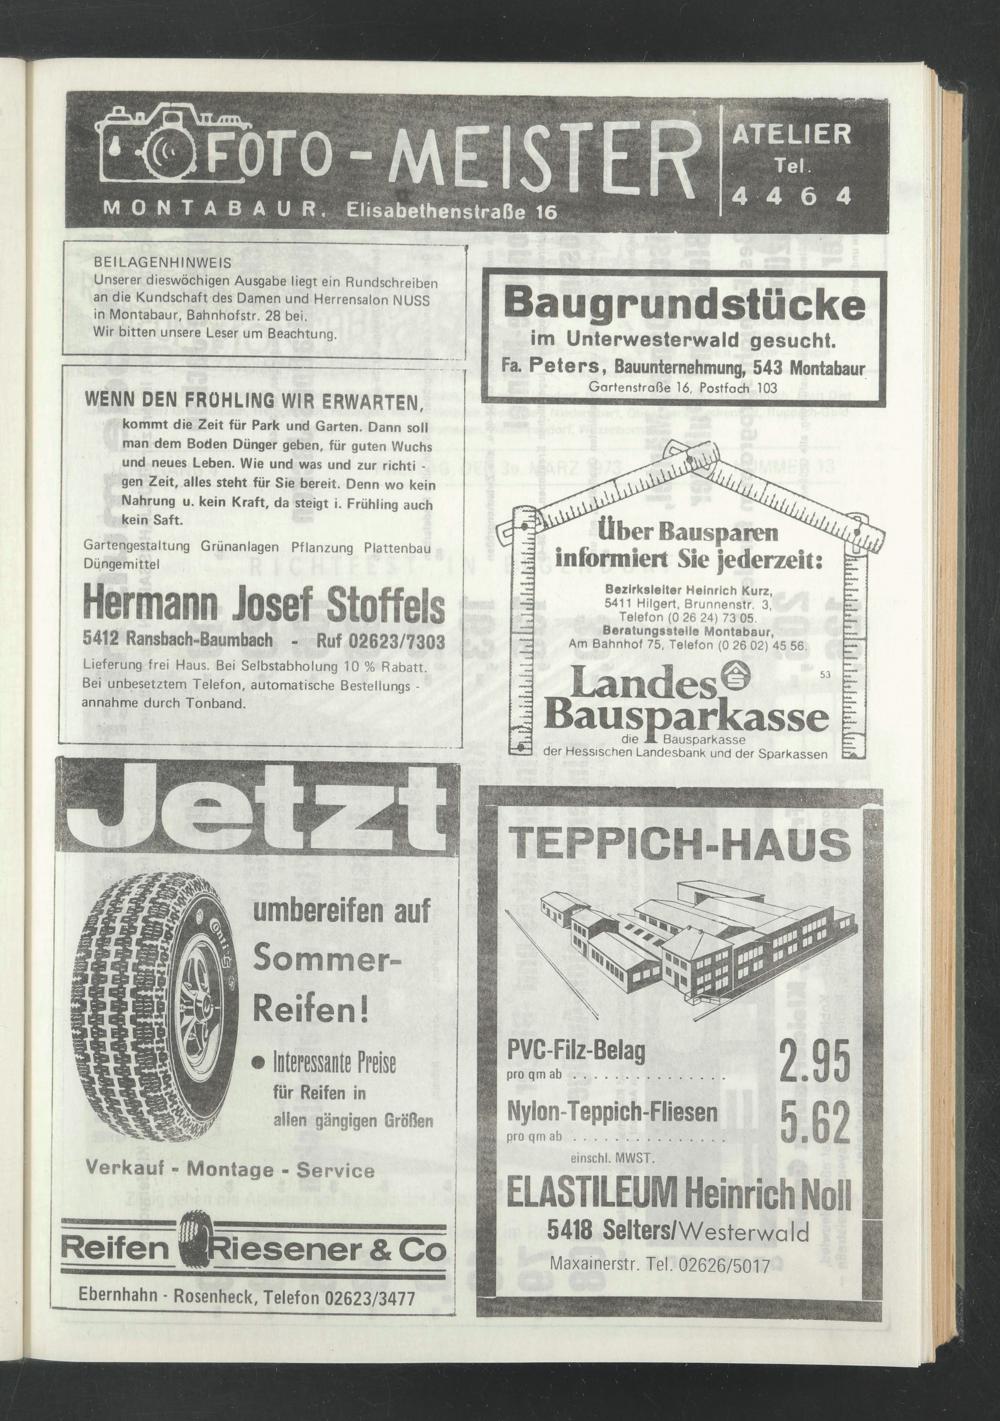 FOTO-MEISTER
ATELIER
Tel.
4 4 6 4
MONTABAUR. Elisabethenstraße 16
BEILAGENHINWEIS
Unserer dieswöchigen Ausgabe liegt ein Rundschreiben
an die Kundschaft des Damen und Herrensalon NUSS
in Montabaur, Bahnhofstr. 28 bei.
Wir bitten unsere Leser um Beachtung.
WENN DEN FRÜHLING WIR ERWARTEN,
kommt die Zeit für Park und Garten. Dann soll
man dem Boden Dünger geben, für guten Wuchs
und neues Leben. Wie und was und zur richti -
gen Zeit, alles steht für Sie bereit. Denn wo kein
Nahrung u. kein Kraft, da steigt i. Frühling auch
kein Saft.
Gartengestaltung Grünanlagen Pflanzung Plattenbau
Düngemittel
Hermann Josef Stoffels
5412 Ransbach-Baumbach - Ruf 02623/7303
Lieferung frei Haus. Bei Selbstabholung 10 % Rabatt.
Bei unbesetztem Telefon, automatische Bestellungs -
annahme durch Tonband.
Jetzt
umbereifen auf
Sommer-
Reifen!
● Interessante Preise
für Reifen in
allen gängigen Größen
Verkauf - Montage - Service
Reifen Riesener & Co
Ebernhahn - Rosenheck, Telefon 02623/3477
Baugrundstücke
im Unterwesterwald gesucht.
Fa. Peters, Bauunternehmung, 543 Montabaur
Gartenstraße 16, Postfach 103
Über Bausparen
informiert Sie jederzeit:
Bezirksleiter Heinrich Kurz,
5411 Hilgert, Brunnenstr. 3,
Telefon (0 26 24) 73 05.
Beratungsstelle Montabaur,
Am Bahnhof 75, Telefon (0 26 02) 45 56.
53
Landes
Bausparkasse
die Bausparkasse
der Hessischen Landesbank und der Sparkassen
TEPPICH-HAUS
PVC-Filz-Belag
pro qm ab . . . . . . . . . . . . . . . 2.95
Nylon-Teppich-Fliesen
pro qm ab . . . . . . . . . . . . . . . 5.62
einschl. MWST.
ELASTILEUM Heinrich Noll
5418 Selters/Westerwald
Maxainerstr. Tel. 02626/5017